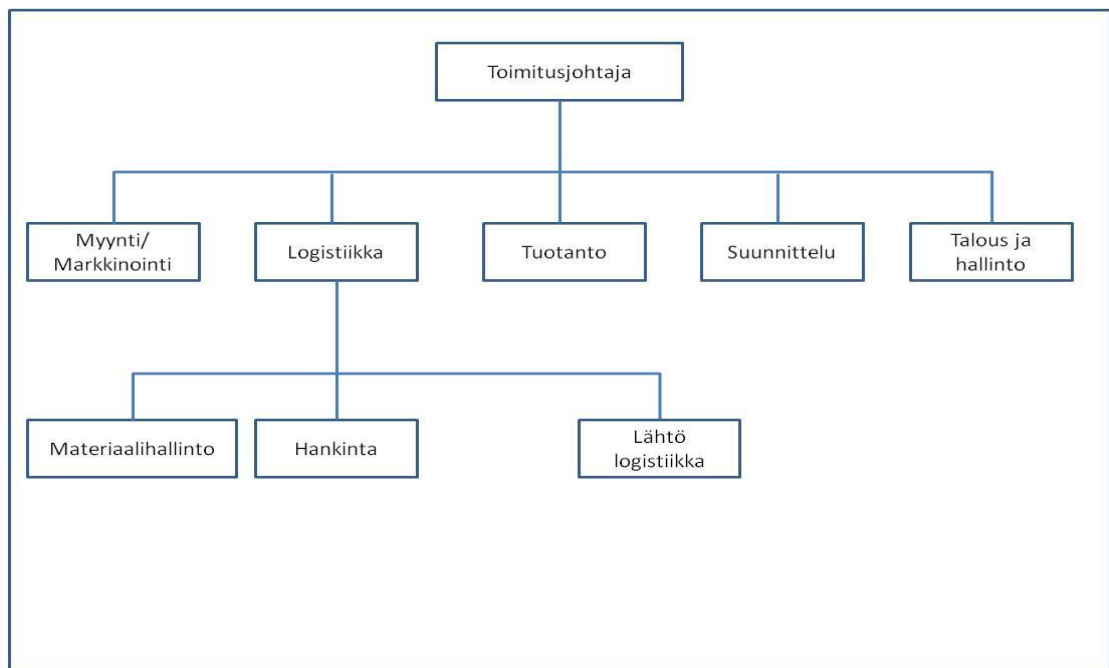 Toimitusjohtaja
Myynti/
Markkinointi
Logistiikka
Tuotanto
Suunnittelu
Talous ja
hallinto
Materiaalihallinto
Hankinta
Lähtö
logistiikka